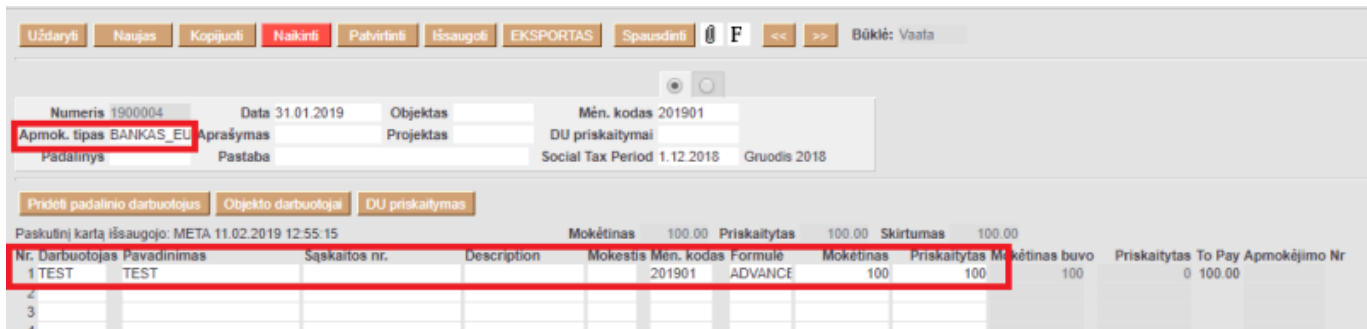 Uždaryti Naujas Kopijuoti Naikinti Patvirtinti Išsaugoti EKSPORTAS Spausdinti F << >> Būklė: Vaata
Numeris 1900004 Data 31.01.2019 Objektas Mėn. kodas 201901
Apmok. tipas BANKAS_EU Aprašymas Projektas DU priskaitymai
Padalinys Pastaba Social Tax Period 1.12.2018 Gruodis 2018
Pridėti padalinio darbuotojus Objekto darbuotojai DU priskaitymas
Paskutinį kartą išsaugojo: META 11.02.2019 12:55:15 Mokėtinas 100.00 Priskaitytas 100.00 Skirtumas 100.00
Nr. Darbuotojas Pavadinimas Sąskaitos nr. Description Mokestis Mėn. kodas Formulė Mokėtinas Priskaitytas Mokėtinas buvo Priskaitytas To Pay Apmokėjimo Nr
1 TEST TEST 201901 ADVANCE 100 100 100 0 100.00
2
3